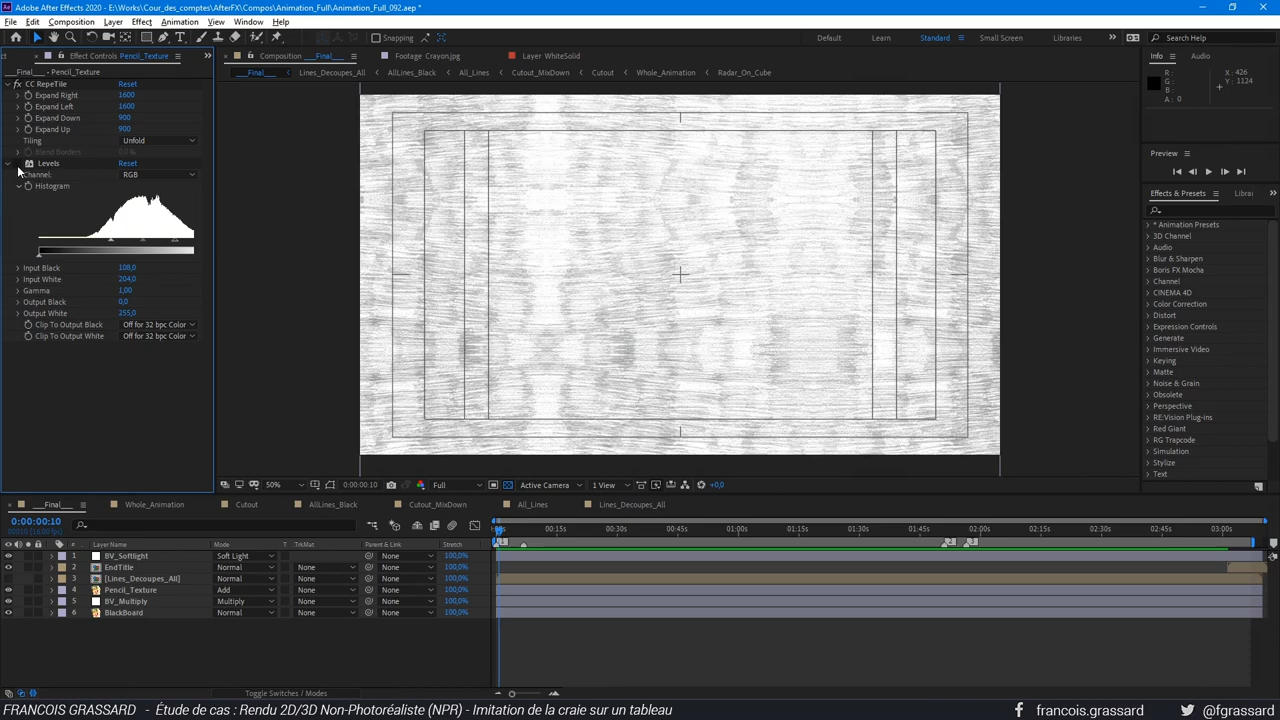 Adobe After Effects 2020 - E:\Works\Cour_des_comptes\AfterFX\Compos\Animation_Full\Animation_Full_092.aep *
File Edit Composition Layer Effect Animation View Window Help
Snapping Default Learn Standard Small Screen Libraries Search Help
Effect Controls Pencil_Texture Composition ___Final___ Footage Crayon.jpg Layer WhiteSolid Info Audio
___Final___ • Pencil_Texture ___Final___ Lines_Decoupes_All AllLines_Black All_Lines Cutout_MixDown Cutout Whole_Animation Radar_On_Cube
R: X: 426
G: Y: 1124
B:
A: 0
fx CC RepeTile Reset
Expand Right 1600
Expand Left 1600
Expand Down 900
Expand Up 900
Tiling Unfold
Blend Borders
Levels Reset
Channel: RGB
Histogram
Input Black 108,0
Input White 204,0
Gamma 1,00
Output Black 0,0
Output White 255,0
Clip To Output Black Off for 32 bpc Color
Clip To Output White Off for 32 bpc Color
Preview
Effects & Presets Librai
* Animation Presets
3D Channel
Audio
Blur & Sharpen
Boris FX Mocha
Channel
CINEMA 4D
Color Correction
Distort
Expression Controls
Generate
Immersive Video
Keying
Matte
Noise & Grain
Obsolete
Perspective
RE:Vision Plug-ins
Red Giant
RG Trapcode
Simulation
Stylize
Text
50% 0:00:00:10 Full Active Camera 1 View +0,0
___Final___ Whole_Animation Cutout AllLines_Black Cutout_MixDown All_Lines Lines_Decoupes_All
0:00:00:10
00:15s 00:30s 00:45s 01:00s 01:15s 01:30s 01:45s 02:00s 02:15s 02:30s 02:45s 03:00s
# Layer Name Mode T TrkMat Parent & Link Stretch
1 2 3
1 BV_Softlight Soft Light None 100,0%
2 EndTitle Normal None None 100,0%
3 [Lines_Decoupes_All] Normal None None 100,0%
4 Pencil_Texture Add None None 100,0%
5 BV_Multiply Multiply None None 100,0%
6 BlackBoard Normal None None 100,0%
Toggle Switches / Modes
FRANCOIS GRASSARD - Étude de cas : Rendu 2D/3D Non-Photoréaliste (NPR) - Imitation de la craie sur un tableau francois.grassard @fgrassard